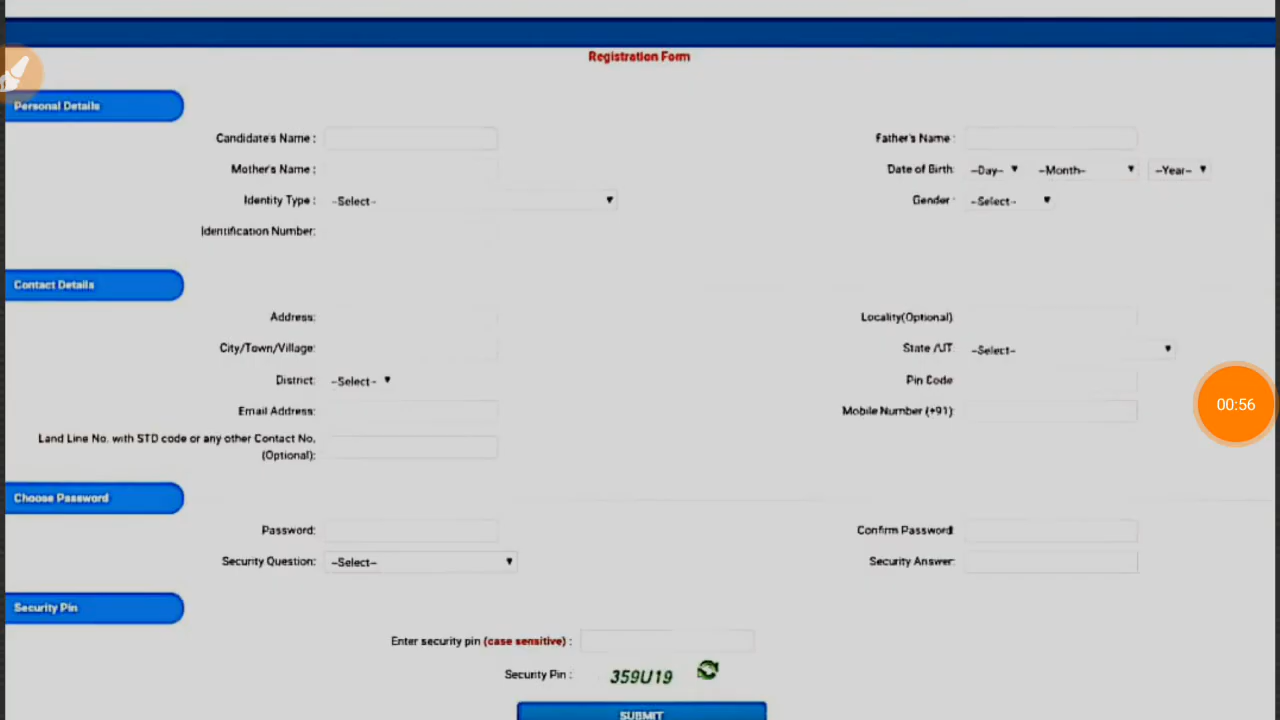 Registration Form
Personal Details
Candidate's Name :
Father's Name :
Mother's Name :
Date of Birth: --Day-- --Month-- --Year--
Identity Type : --Select--
Gender : --Select--
Identification Number:
Contact Details
Address:
Locality(Optional)
City/Town/Village:
State /UT: --Select--
District: --Select--
Pin Code
Email Address:
Mobile Number (+91):
00:56
Land Line No. with STD code or any other Contact No.
(Optional):
Choose Password
Password:
Confirm Password:
Security Question: --Select--
Security Answer:
Security Pin
Enter security pin (case sensitive) :
Security Pin : 359U19
SUBMIT